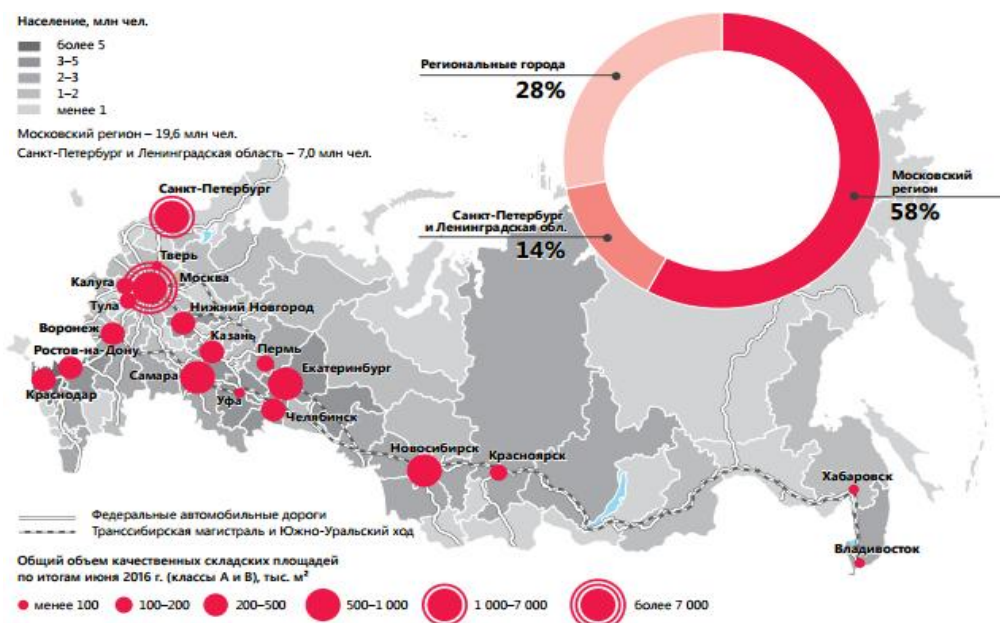 Население, млн чел.
более 5
3–5
2–3
1–2
менее 1
Московский регион – 19,6 млн чел.
Санкт-Петербург и Ленинградская область – 7,0 млн чел.
Региональные города
28%
Московский
регион
58%
Санкт-Петербург
и Ленинградская обл.
14%
Санкт-Петербург
Тверь
Калуга
Москва
Тула
Нижний Новгород
Воронеж
Казань
Ростов-на-Дону
Пермь
Самара
Екатеринбург
Краснодар
Уфа
Челябинск
Новосибирск
Красноярск
Хабаровск
Владивосток
Федеральные автомобильные дороги
Транссибирская магистраль и Южно-Уральский ход
Общий объем качественных складских площадей
по итогам июня 2016 г. (классы А и В), тыс. м²
менее 100
100–200
200–500
500–1 000
1 000–7 000
более 7 000